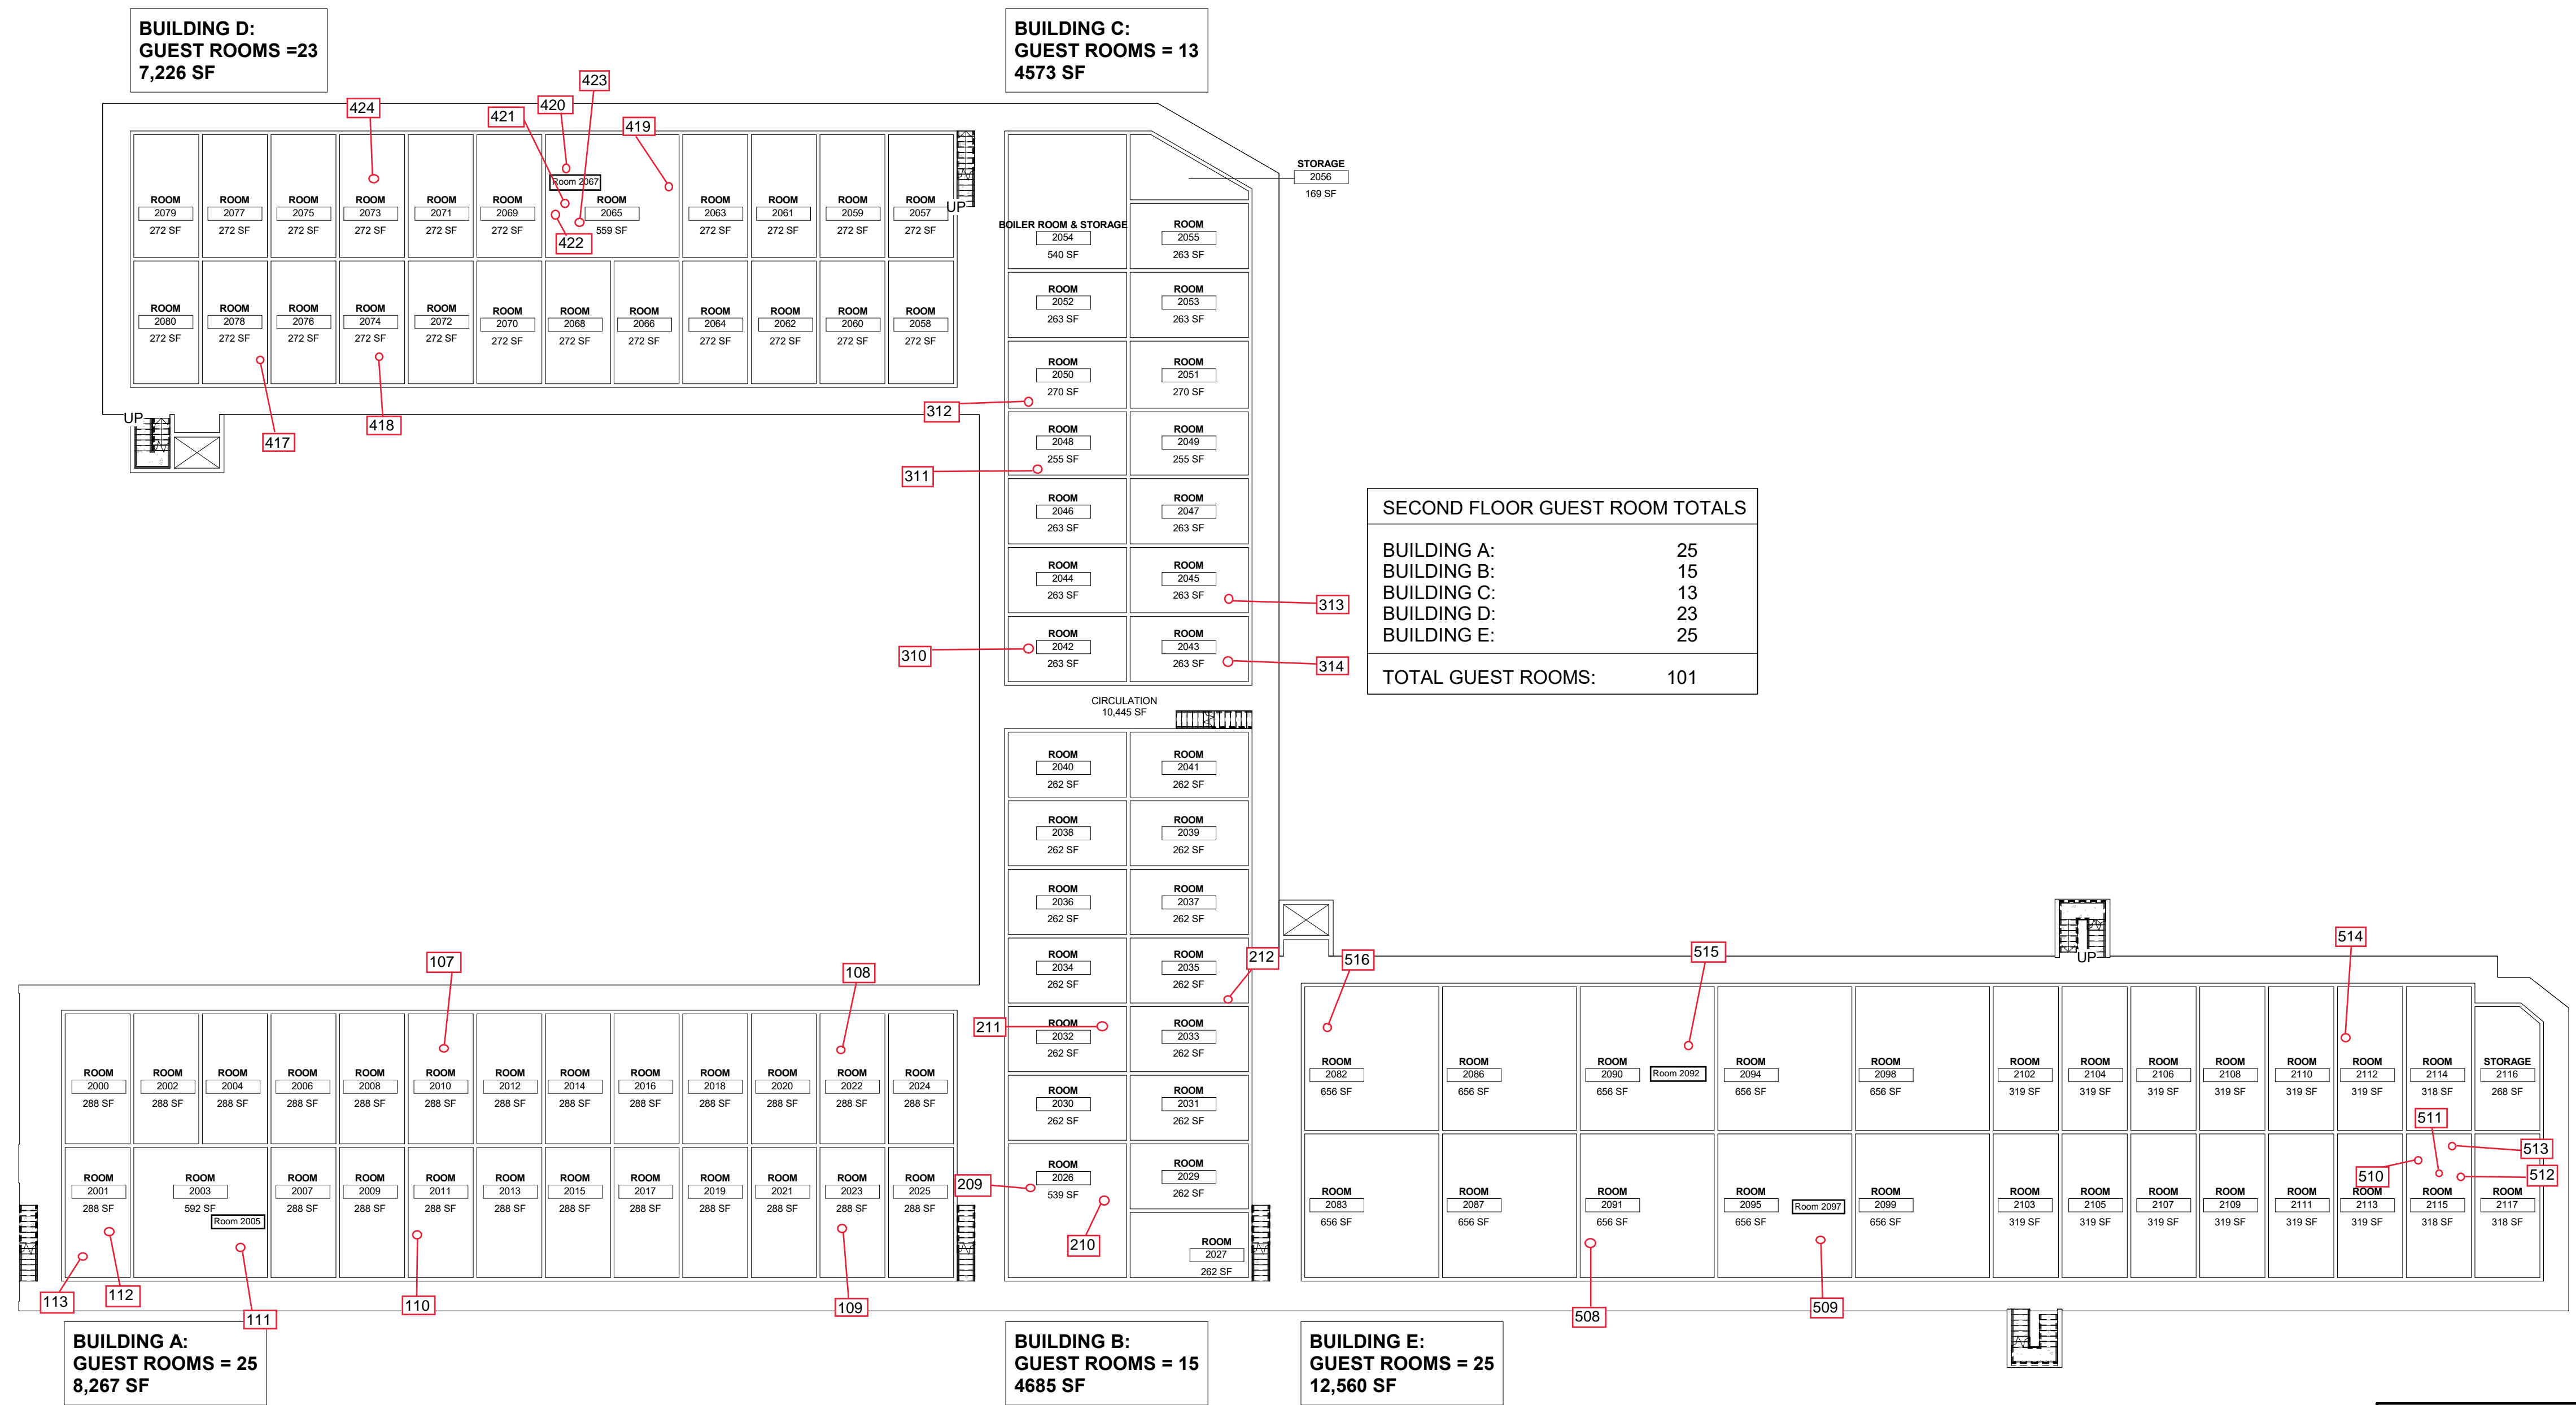 BUILDING D:
GUEST ROOMS =23
7,226 SF
BUILDING C:
GUEST ROOMS = 13
4573 SF
424
421
420
423
419
ROOM
2079
272 SF
ROOM
2077
272 SF
ROOM
2075
272 SF
ROOM
2073
272 SF
ROOM
2071
272 SF
ROOM
2069
272 SF
Room 2067
ROOM
2065
559 SF
422
ROOM
2063
272 SF
ROOM
2061
272 SF
ROOM
2059
272 SF
ROOM
2057
272 SF
UP
ROOM
2080
272 SF
ROOM
2078
272 SF
ROOM
2076
272 SF
ROOM
2074
272 SF
ROOM
2072
272 SF
ROOM
2070
272 SF
ROOM
2068
272 SF
ROOM
2066
272 SF
ROOM
2064
272 SF
ROOM
2062
272 SF
ROOM
2060
272 SF
ROOM
2058
272 SF
UP
417
418
STORAGE
2056
169 SF
BOILER ROOM & STORAGE
2054
540 SF
ROOM
2055
263 SF
ROOM
2052
263 SF
ROOM
2053
263 SF
ROOM
2050
270 SF
ROOM
2051
270 SF
312
ROOM
2048
255 SF
ROOM
2049
255 SF
311
ROOM
2046
263 SF
ROOM
2047
263 SF
ROOM
2044
263 SF
ROOM
2045
263 SF
313
ROOM
2042
263 SF
ROOM
2043
263 SF
310
314
SECOND FLOOR GUEST ROOM TOTALS
BUILDING A: 25
BUILDING B: 15
BUILDING C: 13
BUILDING D: 23
BUILDING E: 25
TOTAL GUEST ROOMS: 101
CIRCULATION
10,445 SF
ROOM
2040
262 SF
ROOM
2041
262 SF
ROOM
2038
262 SF
ROOM
2039
262 SF
ROOM
2036
262 SF
ROOM
2037
262 SF
ROOM
2034
262 SF
ROOM
2035
262 SF
212
211
ROOM
2032
262 SF
ROOM
2033
262 SF
ROOM
2030
262 SF
ROOM
2031
262 SF
209
ROOM
2026
539 SF
ROOM
2029
262 SF
210
ROOM
2027
262 SF
107
108
ROOM
2000
288 SF
ROOM
2002
288 SF
ROOM
2004
288 SF
ROOM
2006
288 SF
ROOM
2008
288 SF
ROOM
2010
288 SF
ROOM
2012
288 SF
ROOM
2014
288 SF
ROOM
2016
288 SF
ROOM
2018
288 SF
ROOM
2020
288 SF
ROOM
2022
288 SF
ROOM
2024
288 SF
ROOM
2001
288 SF
ROOM
2003
592 SF
Room 2005
ROOM
2007
288 SF
ROOM
2009
288 SF
ROOM
2011
288 SF
ROOM
2013
288 SF
ROOM
2015
288 SF
ROOM
2017
288 SF
ROOM
2019
288 SF
ROOM
2021
288 SF
ROOM
2023
288 SF
ROOM
2025
288 SF
113
112
111
110
109
516
515
514
UP
ROOM
2082
656 SF
ROOM
2086
656 SF
ROOM
2090
656 SF
Room 2092
ROOM
2094
656 SF
ROOM
2098
656 SF
ROOM
2102
319 SF
ROOM
2104
319 SF
ROOM
2106
319 SF
ROOM
2108
319 SF
ROOM
2110
319 SF
ROOM
2112
319 SF
ROOM
2114
318 SF
STORAGE
2116
268 SF
511
513
510
512
ROOM
2083
656 SF
ROOM
2087
656 SF
ROOM
2091
656 SF
ROOM
2095
656 SF
Room 2097
ROOM
2099
656 SF
ROOM
2103
319 SF
ROOM
2105
319 SF
ROOM
2107
319 SF
ROOM
2109
319 SF
ROOM
2111
319 SF
ROOM
2113
319 SF
ROOM
2115
318 SF
ROOM
2117
318 SF
508
509
BUILDING A:
GUEST ROOMS = 25
8,267 SF
BUILDING B:
GUEST ROOMS = 15
4685 SF
BUILDING E:
GUEST ROOMS = 25
12,560 SF